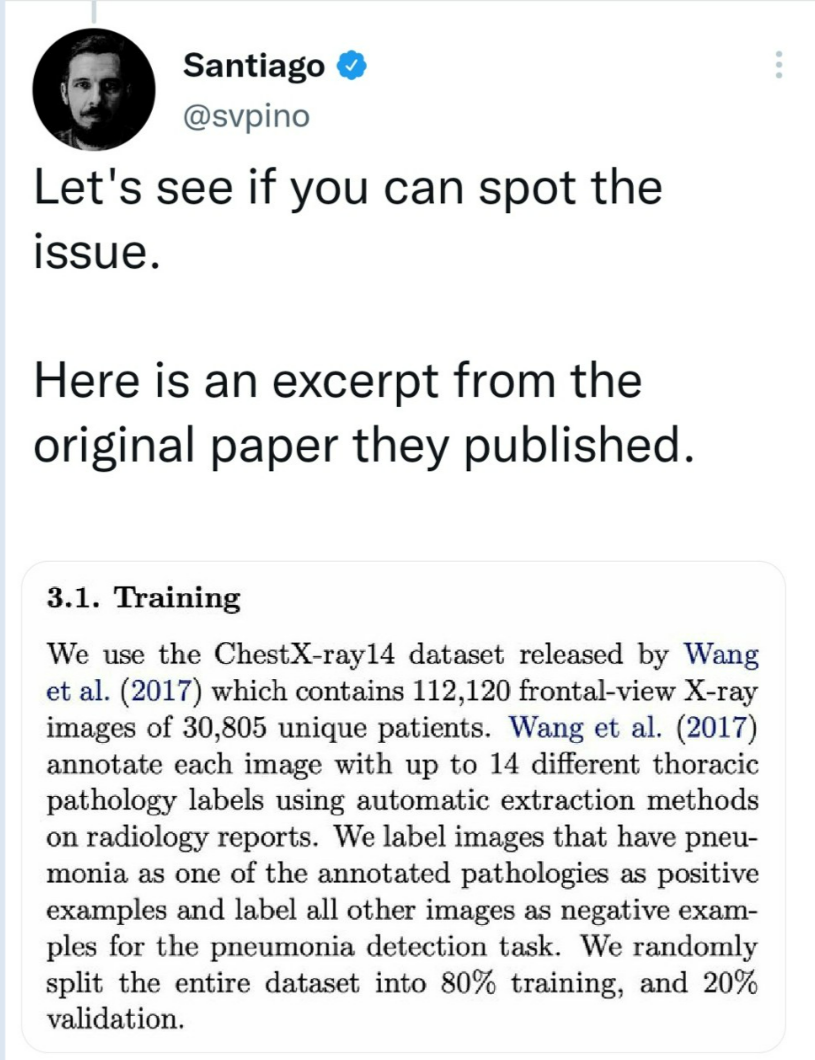 Santiago
@svpino
Let's see if you can spot the
issue.
Here is an excerpt from the
original paper they published.
3.1. Training
We use the ChestX-ray14 dataset released by Wang
et al. (2017) which contains 112,120 frontal-view X-ray
images of 30,805 unique patients. Wang et al. (2017)
annotate each image with up to 14 different thoracic
pathology labels using automatic extraction methods
on radiology reports. We label images that have pneu-
monia as one of the annotated pathologies as positive
examples and label all other images as negative exam-
ples for the pneumonia detection task. We randomly
split the entire dataset into 80% training, and 20%
validation.